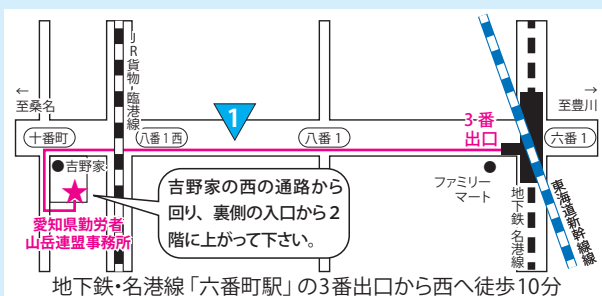 ←
至桑名
JR貨物・臨港線
1
3番
出口
→
至豊川
十番町
八番1西
八番1
六番1
●吉野家
★
愛知県勤労者
山岳連盟事務所
吉野家の西の通路から
回り、裏側の入口から2
階に上がって下さい。
ファミリー
マート
地下鉄 名港線
東海道新幹線線
地下鉄・名港線「六番町駅」の3番出口から西へ徒歩10分